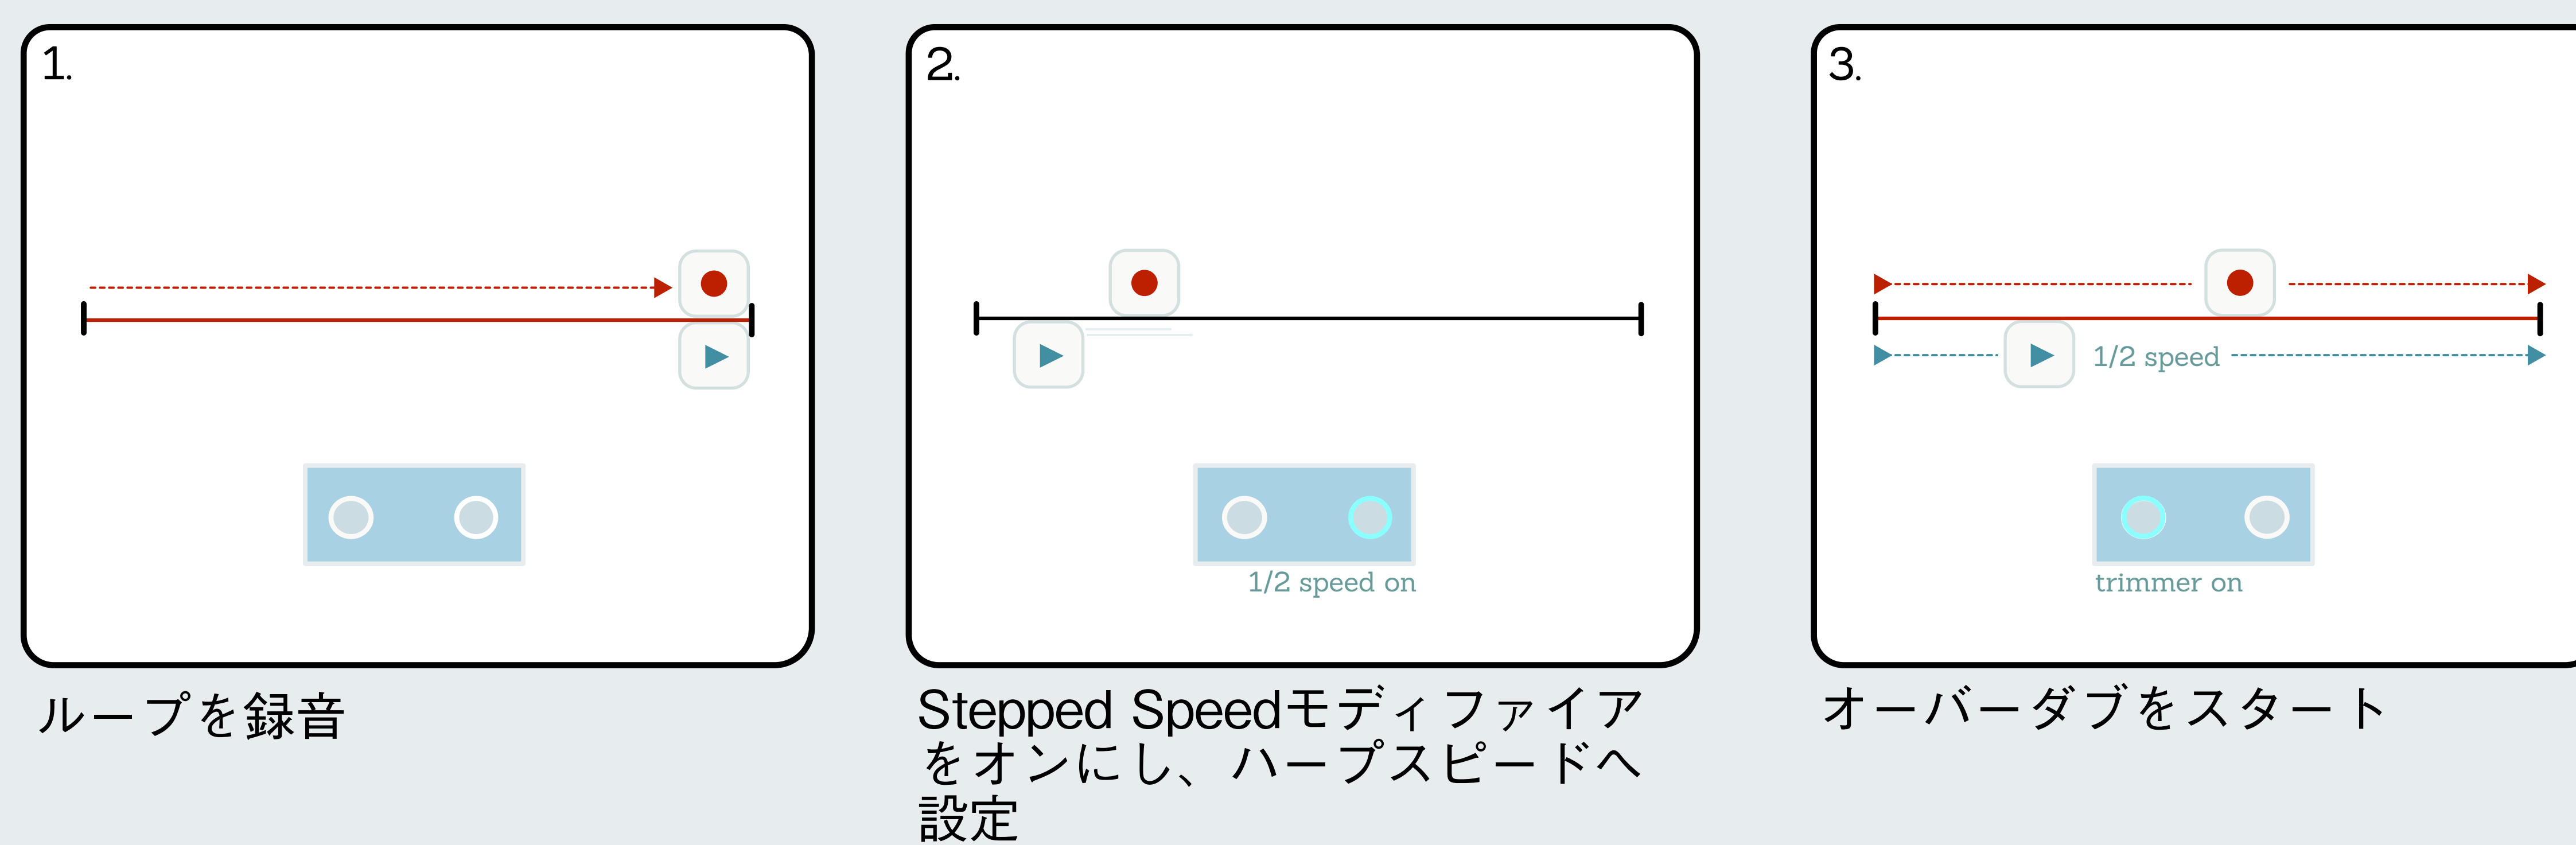 1.
1/2 speed on
2.
3.
1/2 speed
trimmer on
ループを録音
Stepped Speedモディファイア
をオンにし、ハープスピードへ
設定
オーバーダブをスタート